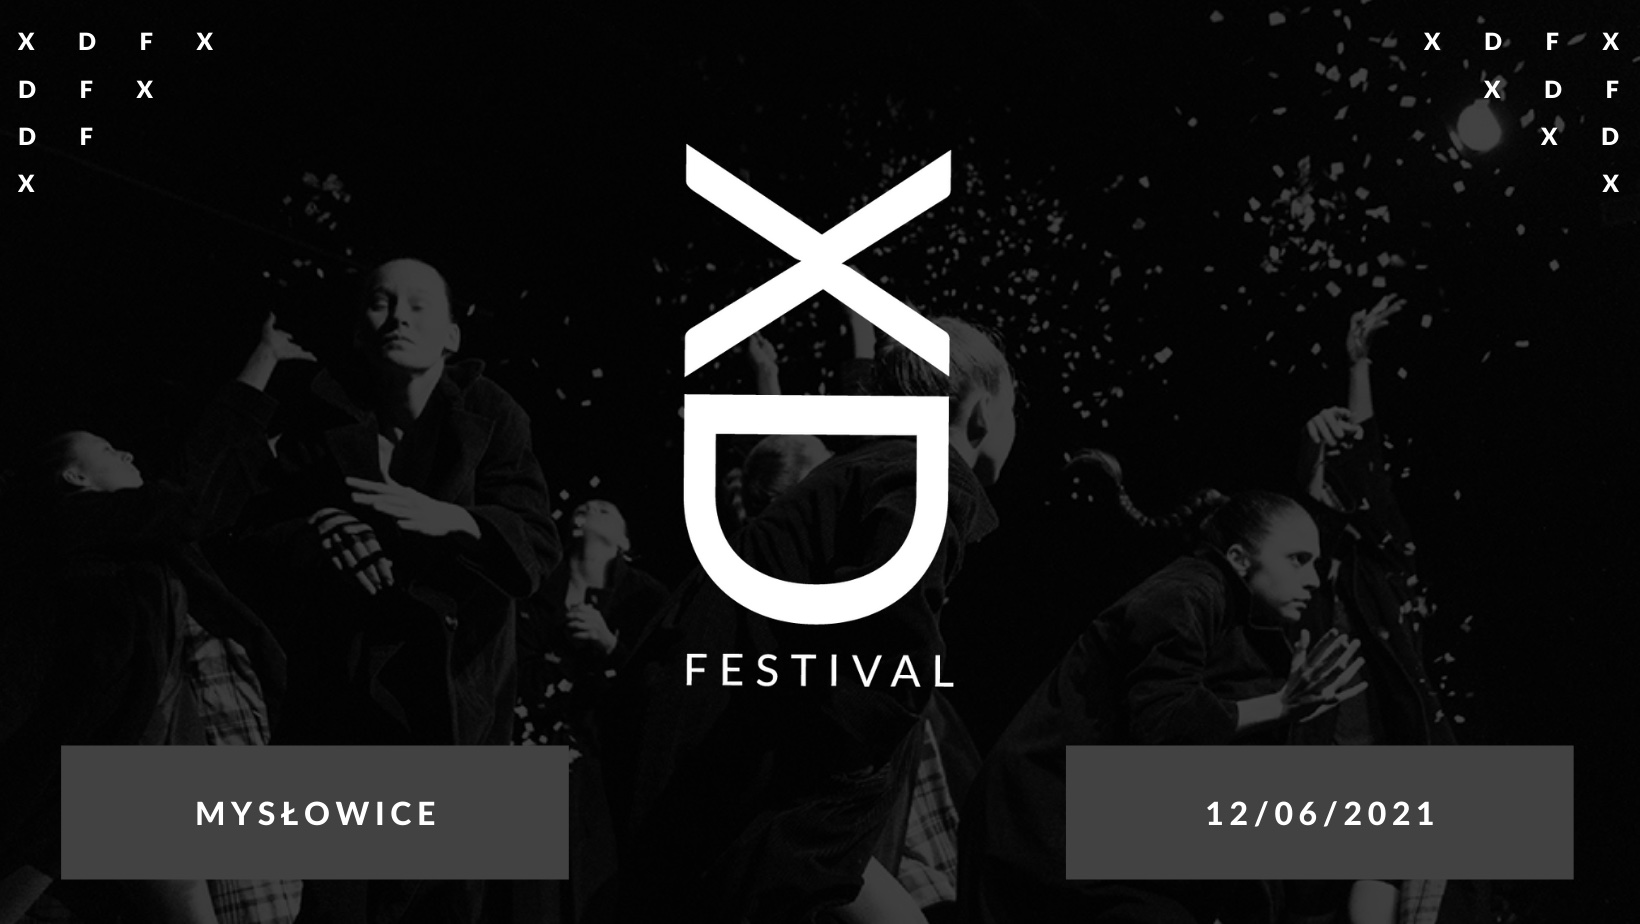 X D F X
D F X
D F
X
X D F X
X D F
X D
X
X
D
FESTIVAL
MYSŁOWICE
12/06/2021